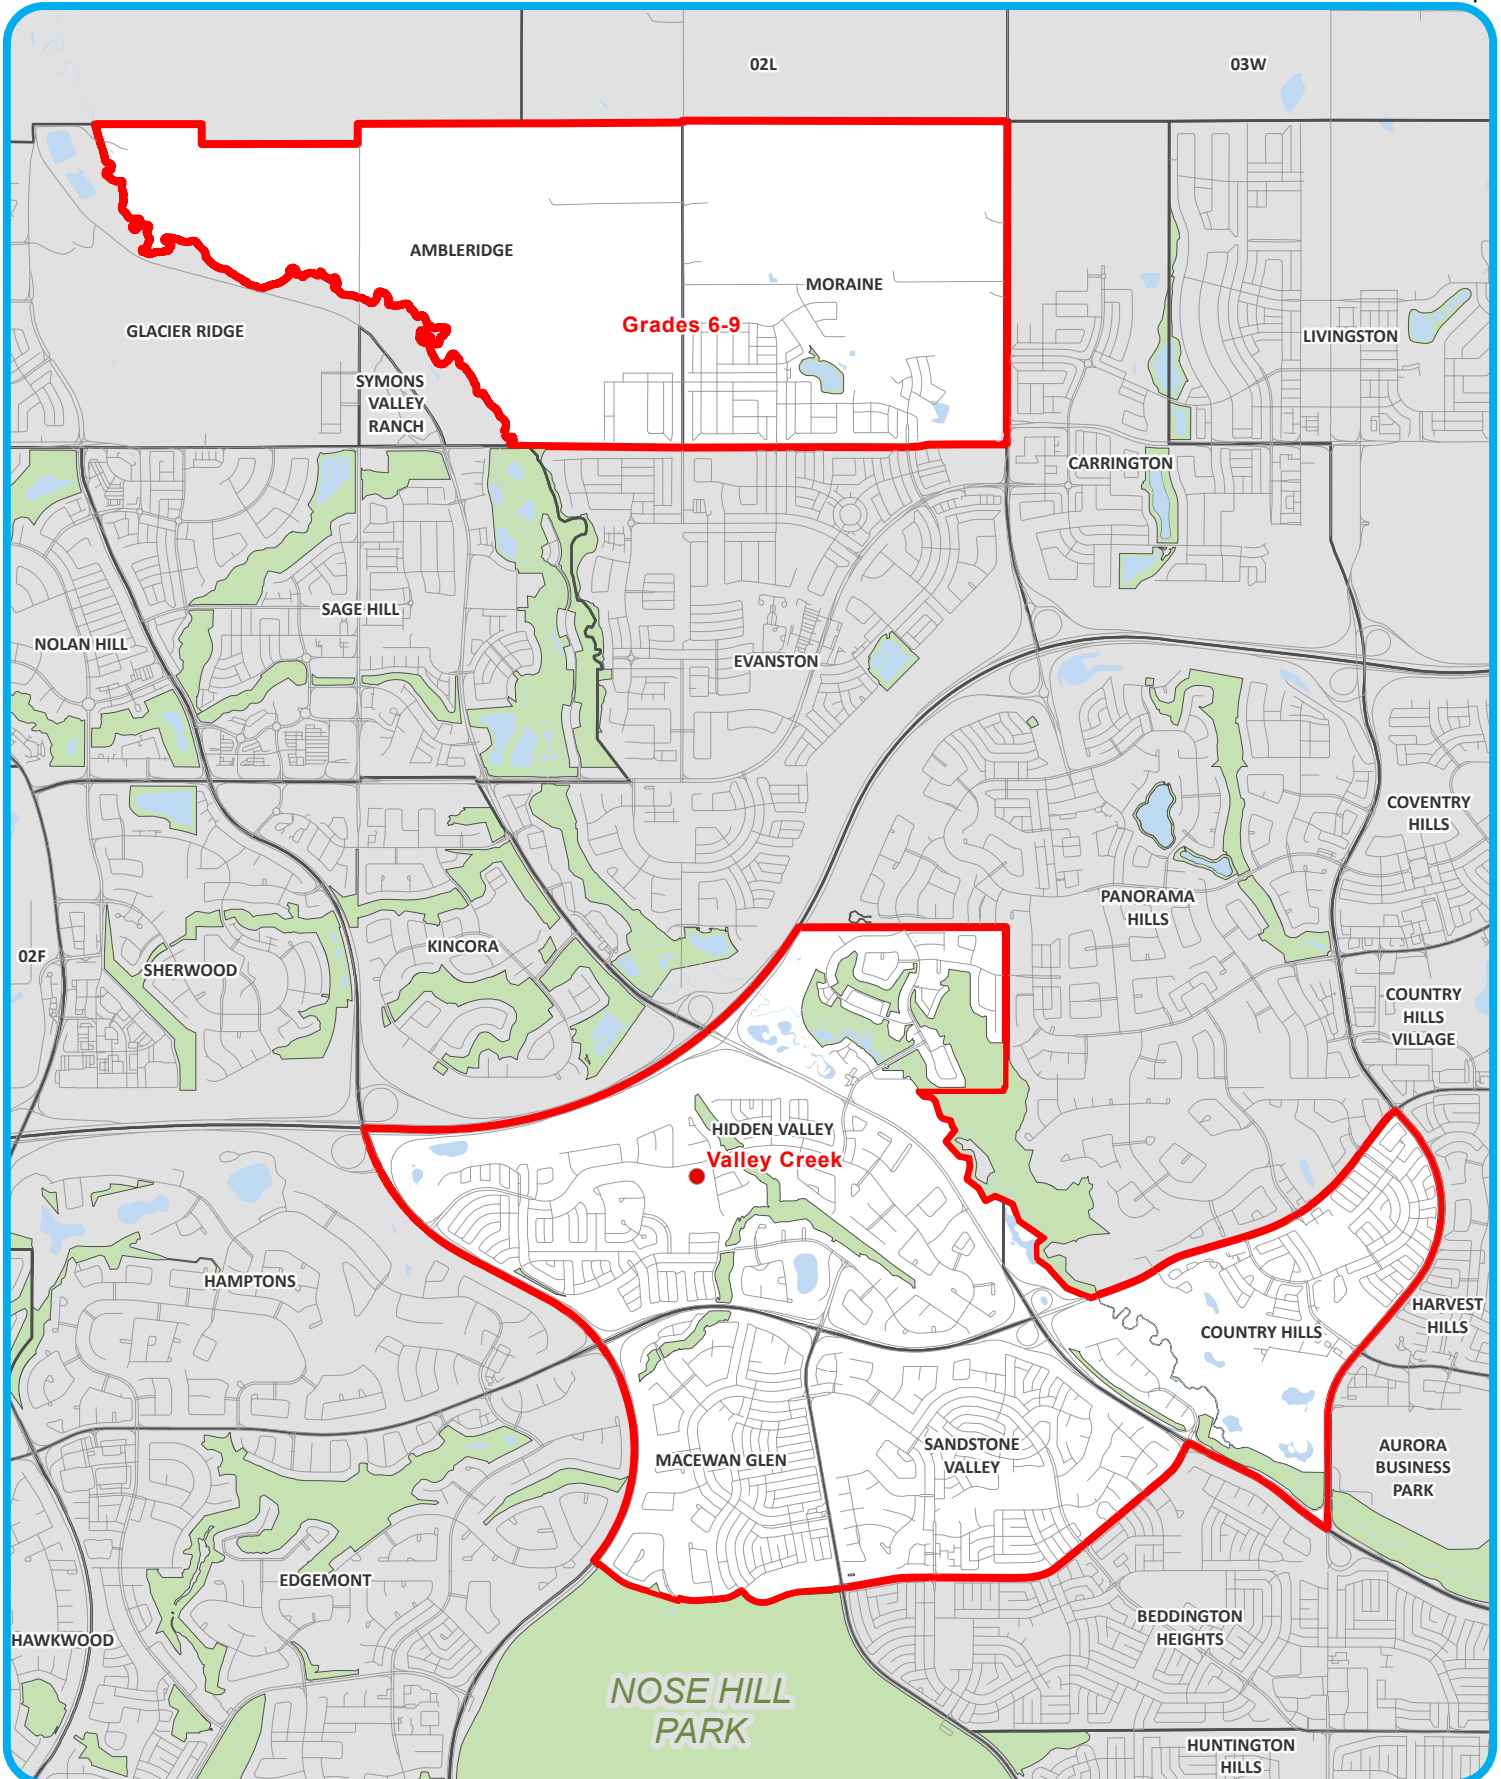 02L
03W
AMBLERIDGE
MORAINE
Grades 6-9
GLACIER RIDGE
LIVINGSTON
SYMONS
VALLEY
RANCH
CARRINGTON
SAGE HILL
NOLAN HILL
EVANSTON
COVENTRY
HILLS
PANORAMA
HILLS
02F
SHERWOOD
KINCORA
COUNTRY
HILLS
VILLAGE
HIDDEN VALLEY
Valley Creek
HAMPTONS
HARVEST
HILLS
COUNTRY HILLS
MACEWAN GLEN
SANDSTONE
VALLEY
AURORA
BUSINESS
PARK
EDGEMONT
BEDDINGTON
HEIGHTS
HAWKWOOD
NOSE HILL
PARK
HUNTINGTON
HILLS